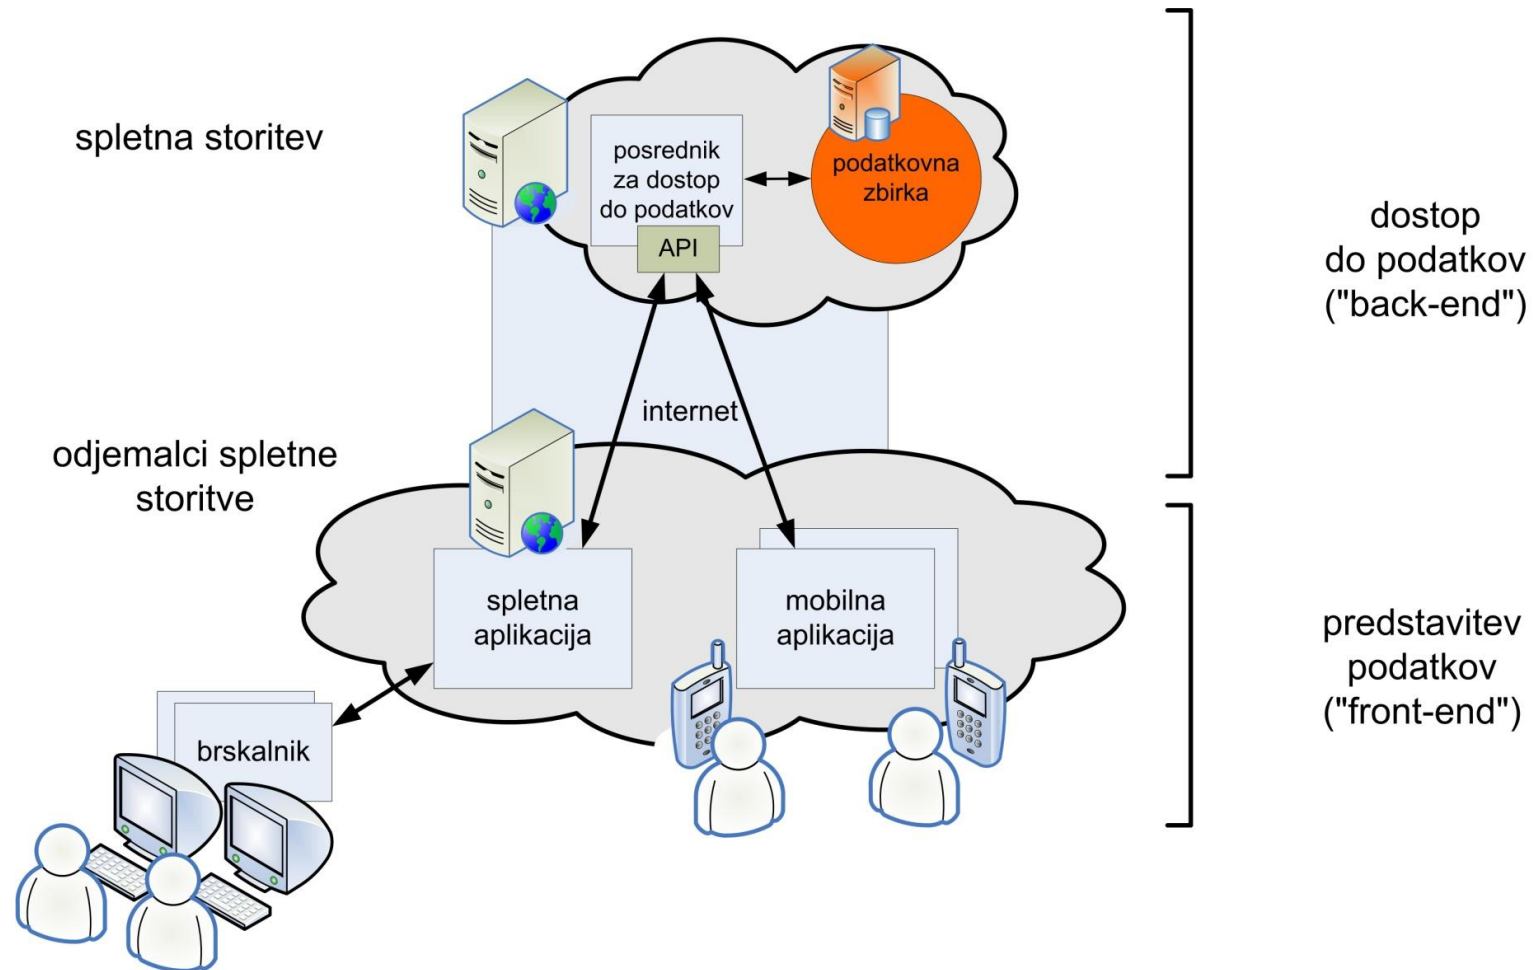 spletna storitev
posrednik
za dostop
do podatkov
API
podatkovna
zbirka
dostop
do podatkov
("back-end")
internet
odjemalci spletne
storitve
spletna
aplikacija
mobilna
aplikacija
brskalnik
predstavitev
podatkov
("front-end")